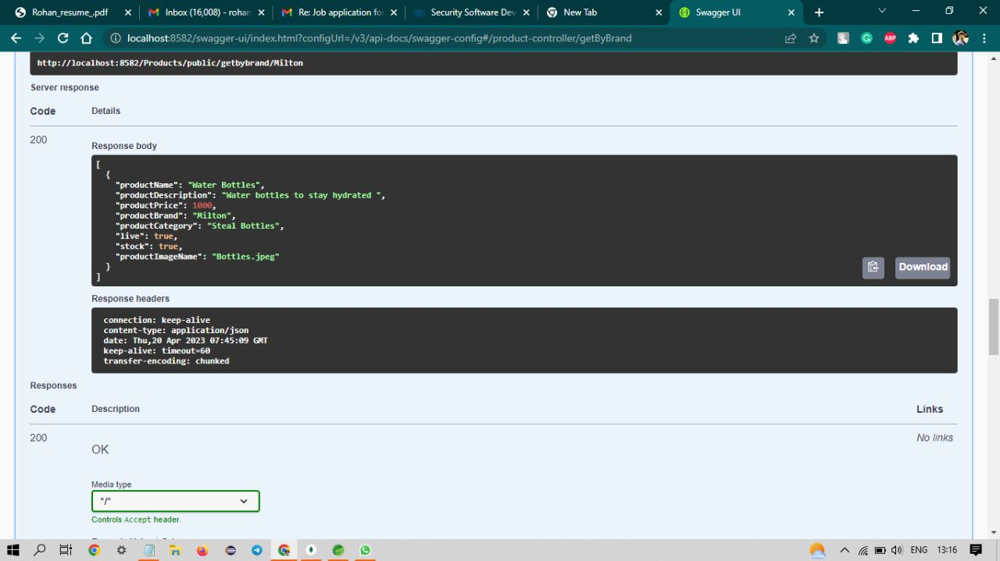 Rohan_resume_.pdf
Inbox (16,008) - rohan
Re: Job application for
Security Software Dev
New Tab
Swagger UI
localhost:8582/swagger-ui/index.html?configUrl=/v3/api-docs/swagger-config#/product-controller/getByBrand
ABP
http://localhost:8582/Products/public/getbybrand/Milton
Server response
Code Details
200
Response body
[
{
"productName": "Water Bottles",
"productDescription": "Water bottles to stay hydrated ",
"productPrice": 1000,
"productBrand": "Milton",
"productCategory": "Steal Bottles",
"live": true,
"stock": true,
"productImageName": "Bottles.jpeg"
}
]
Download
Response headers
connection: keep-alive
content-type: application/json
date: Thu,20 Apr 2023 07:45:09 GMT
keep-alive: timeout=60
transfer-encoding: chunked
Responses
Code Description Links
200 No links
OK
Media type
*/*
Controls Accept header.
ENG 13:16